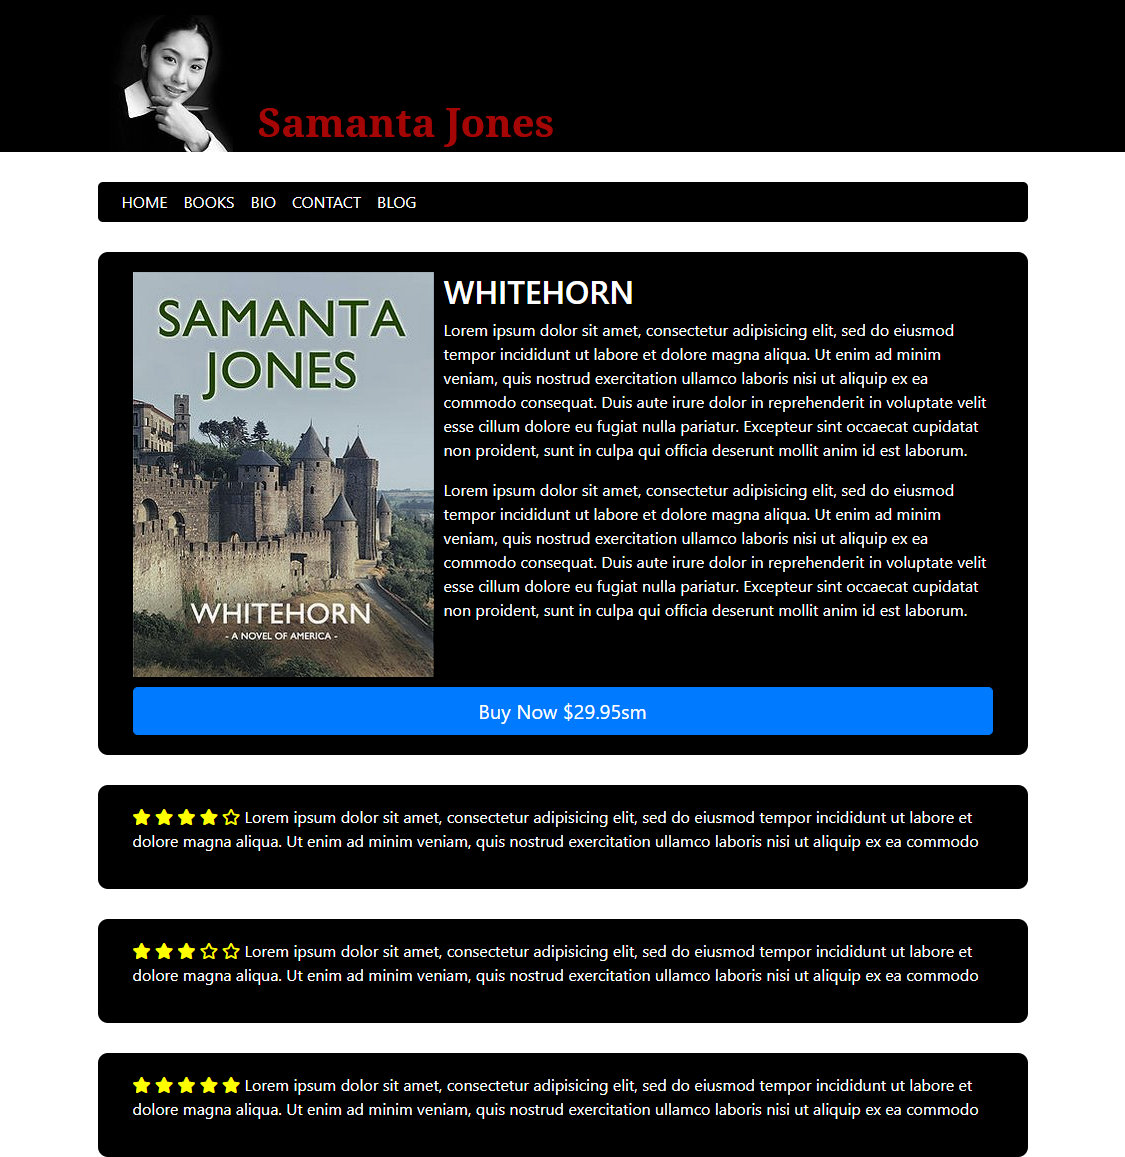 Samanta Jones
HOME BOOKS BIO CONTACT BLOG
SAMANTA
JONES
WHITEHORN
- A NOVEL OF AMERICA -
WHITEHORN
Lorem ipsum dolor sit amet, consectetur adipisicing elit, sed do eiusmod
tempor incididunt ut labore et dolore magna aliqua. Ut enim ad minim
veniam, quis nostrud exercitation ullamco laboris nisi ut aliquip ex ea
commodo consequat. Duis aute irure dolor in reprehenderit in voluptate velit
esse cillum dolore eu fugiat nulla pariatur. Excepteur sint occaecat cupidatat
non proident, sunt in culpa qui officia deserunt mollit anim id est laborum.
Lorem ipsum dolor sit amet, consectetur adipisicing elit, sed do eiusmod
tempor incididunt ut labore et dolore magna aliqua. Ut enim ad minim
veniam, quis nostrud exercitation ullamco laboris nisi ut aliquip ex ea
commodo consequat. Duis aute irure dolor in reprehenderit in voluptate velit
esse cillum dolore eu fugiat nulla pariatur. Excepteur sint occaecat cupidatat
non proident, sunt in culpa qui officia deserunt mollit anim id est laborum.
Buy Now $29.95sm
Lorem ipsum dolor sit amet, consectetur adipisicing elit, sed do eiusmod tempor incididunt ut labore et
dolore magna aliqua. Ut enim ad minim veniam, quis nostrud exercitation ullamco laboris nisi ut aliquip ex ea commodo
Lorem ipsum dolor sit amet, consectetur adipisicing elit, sed do eiusmod tempor incididunt ut labore et
dolore magna aliqua. Ut enim ad minim veniam, quis nostrud exercitation ullamco laboris nisi ut aliquip ex ea commodo
Lorem ipsum dolor sit amet, consectetur adipisicing elit, sed do eiusmod tempor incididunt ut labore et
dolore magna aliqua. Ut enim ad minim veniam, quis nostrud exercitation ullamco laboris nisi ut aliquip ex ea commodo